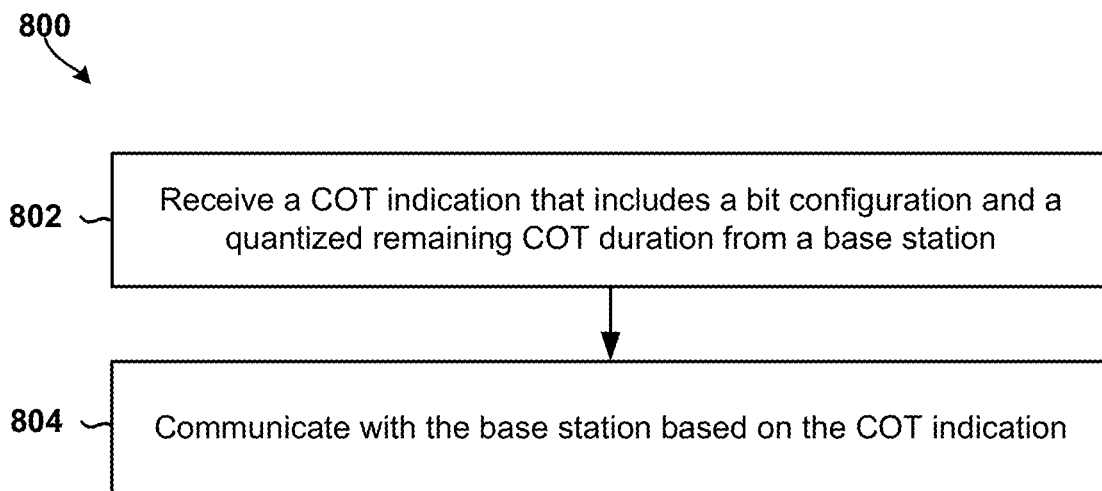 800
802
Receive a COT indication that includes a bit configuration and a
quantized remaining COT duration from a base station
804
Communicate with the base station based on the COT indication